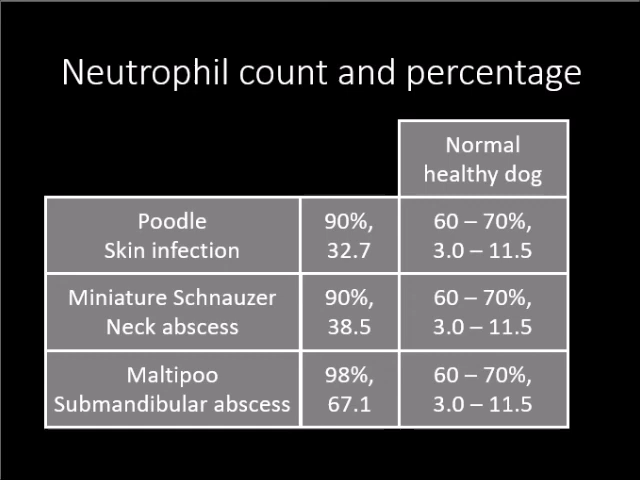 Neutrophil count and percentage
Normal
healthy dog
Poodle
Skin infection
90%,
32.7
60 – 70%,
3.0 – 11.5
Miniature Schnauzer
Neck abscess
90%,
38.5
60 – 70%,
3.0 – 11.5
Maltipoo
Submandibular abscess
98%,
67.1
60 – 70%,
3.0 – 11.5